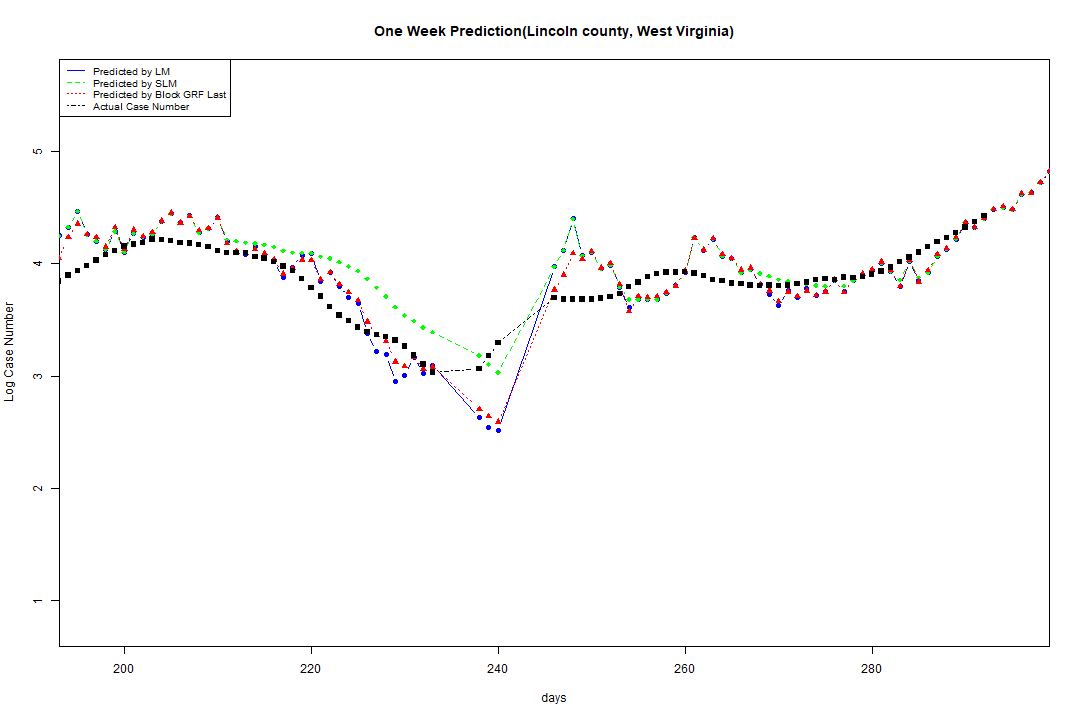 One Week Prediction(Lincoln county, West Virginia)
Predicted by LM
Predicted by SLM
Predicted by Block GRF Last
Actual Case Number
5
4
3
2
1
Log Case Number
200 220 240 260 280
days